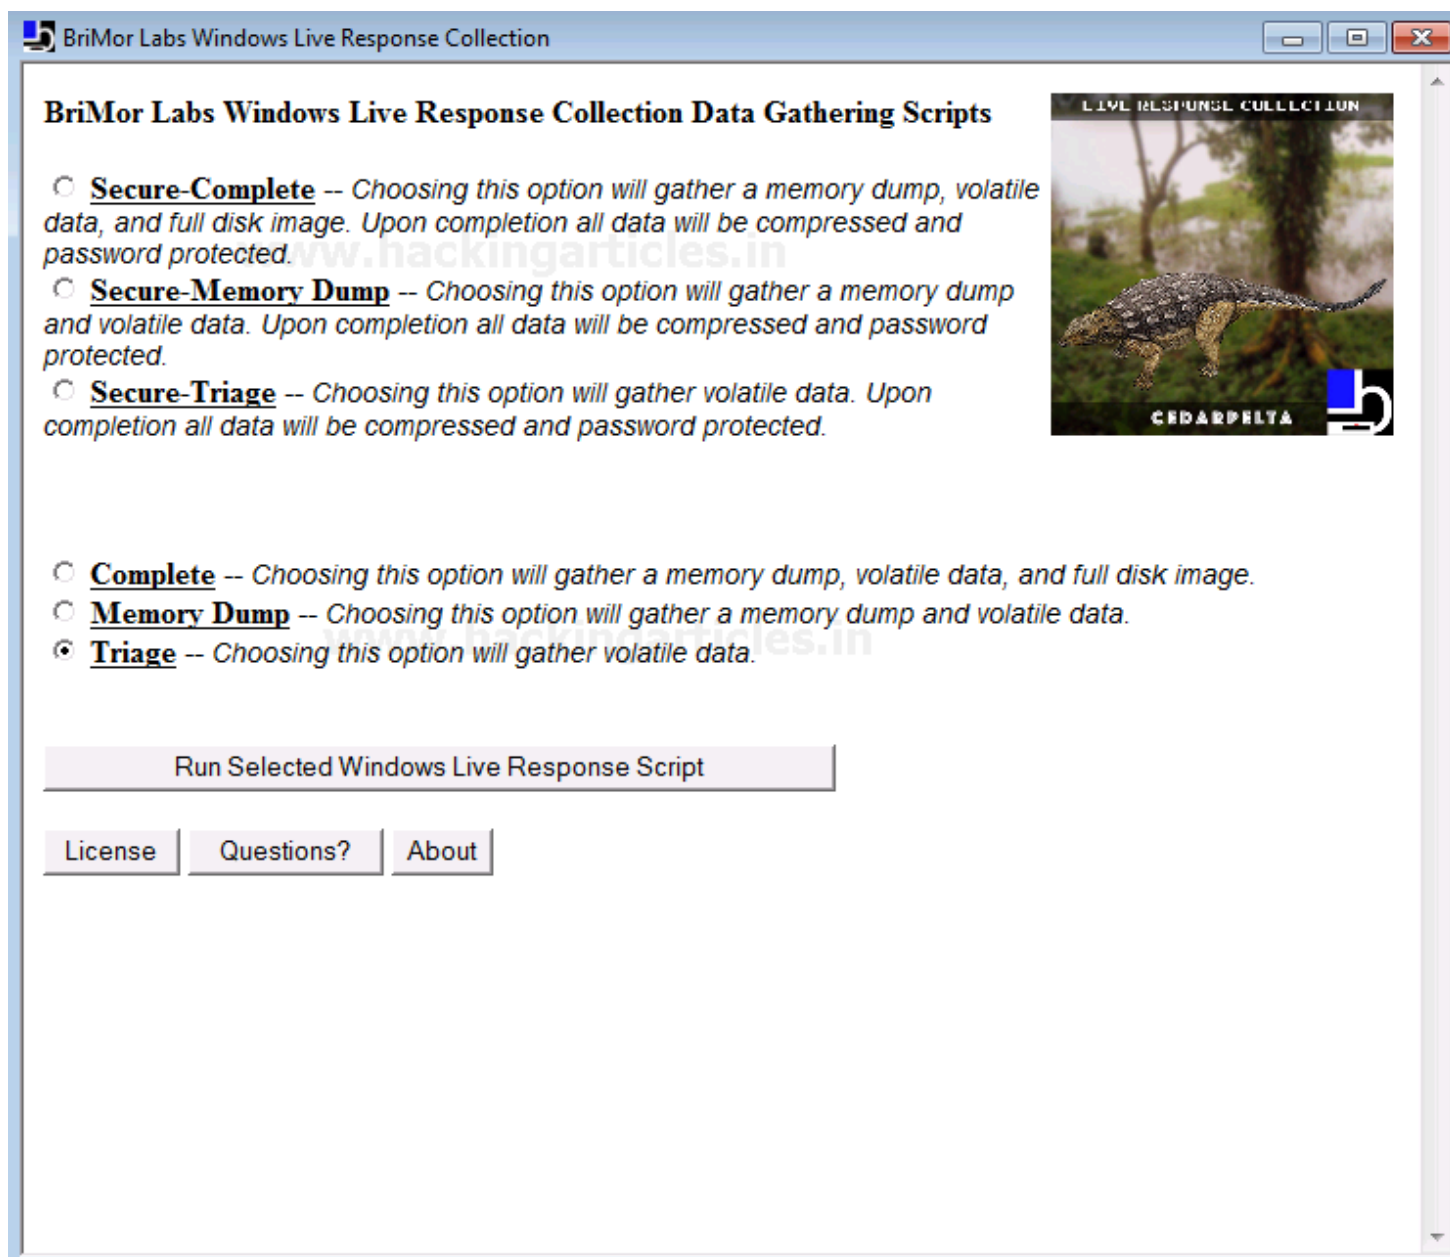 BriMor Labs Windows Live Response Collection
BriMor Labs Windows Live Response Collection Data Gathering Scripts
LIVE RESPONSE COLLECTION
Secure-Complete -- Choosing this option will gather a memory dump, volatile
data, and full disk image. Upon completion all data will be compressed and
password protected.
www.hackingarticles.in
Secure-Memory Dump -- Choosing this option will gather a memory dump
and volatile data. Upon completion all data will be compressed and password
protected.
Secure-Triage -- Choosing this option will gather volatile data. Upon
completion all data will be compressed and password protected.
CEDARPELTA
Complete -- Choosing this option will gather a memory dump, volatile data, and full disk image.
Memory Dump -- Choosing this option will gather a memory dump and volatile data.
Triage -- Choosing this option will gather volatile data.
www.hackingarticles.in
Run Selected Windows Live Response Script
License
Questions?
About